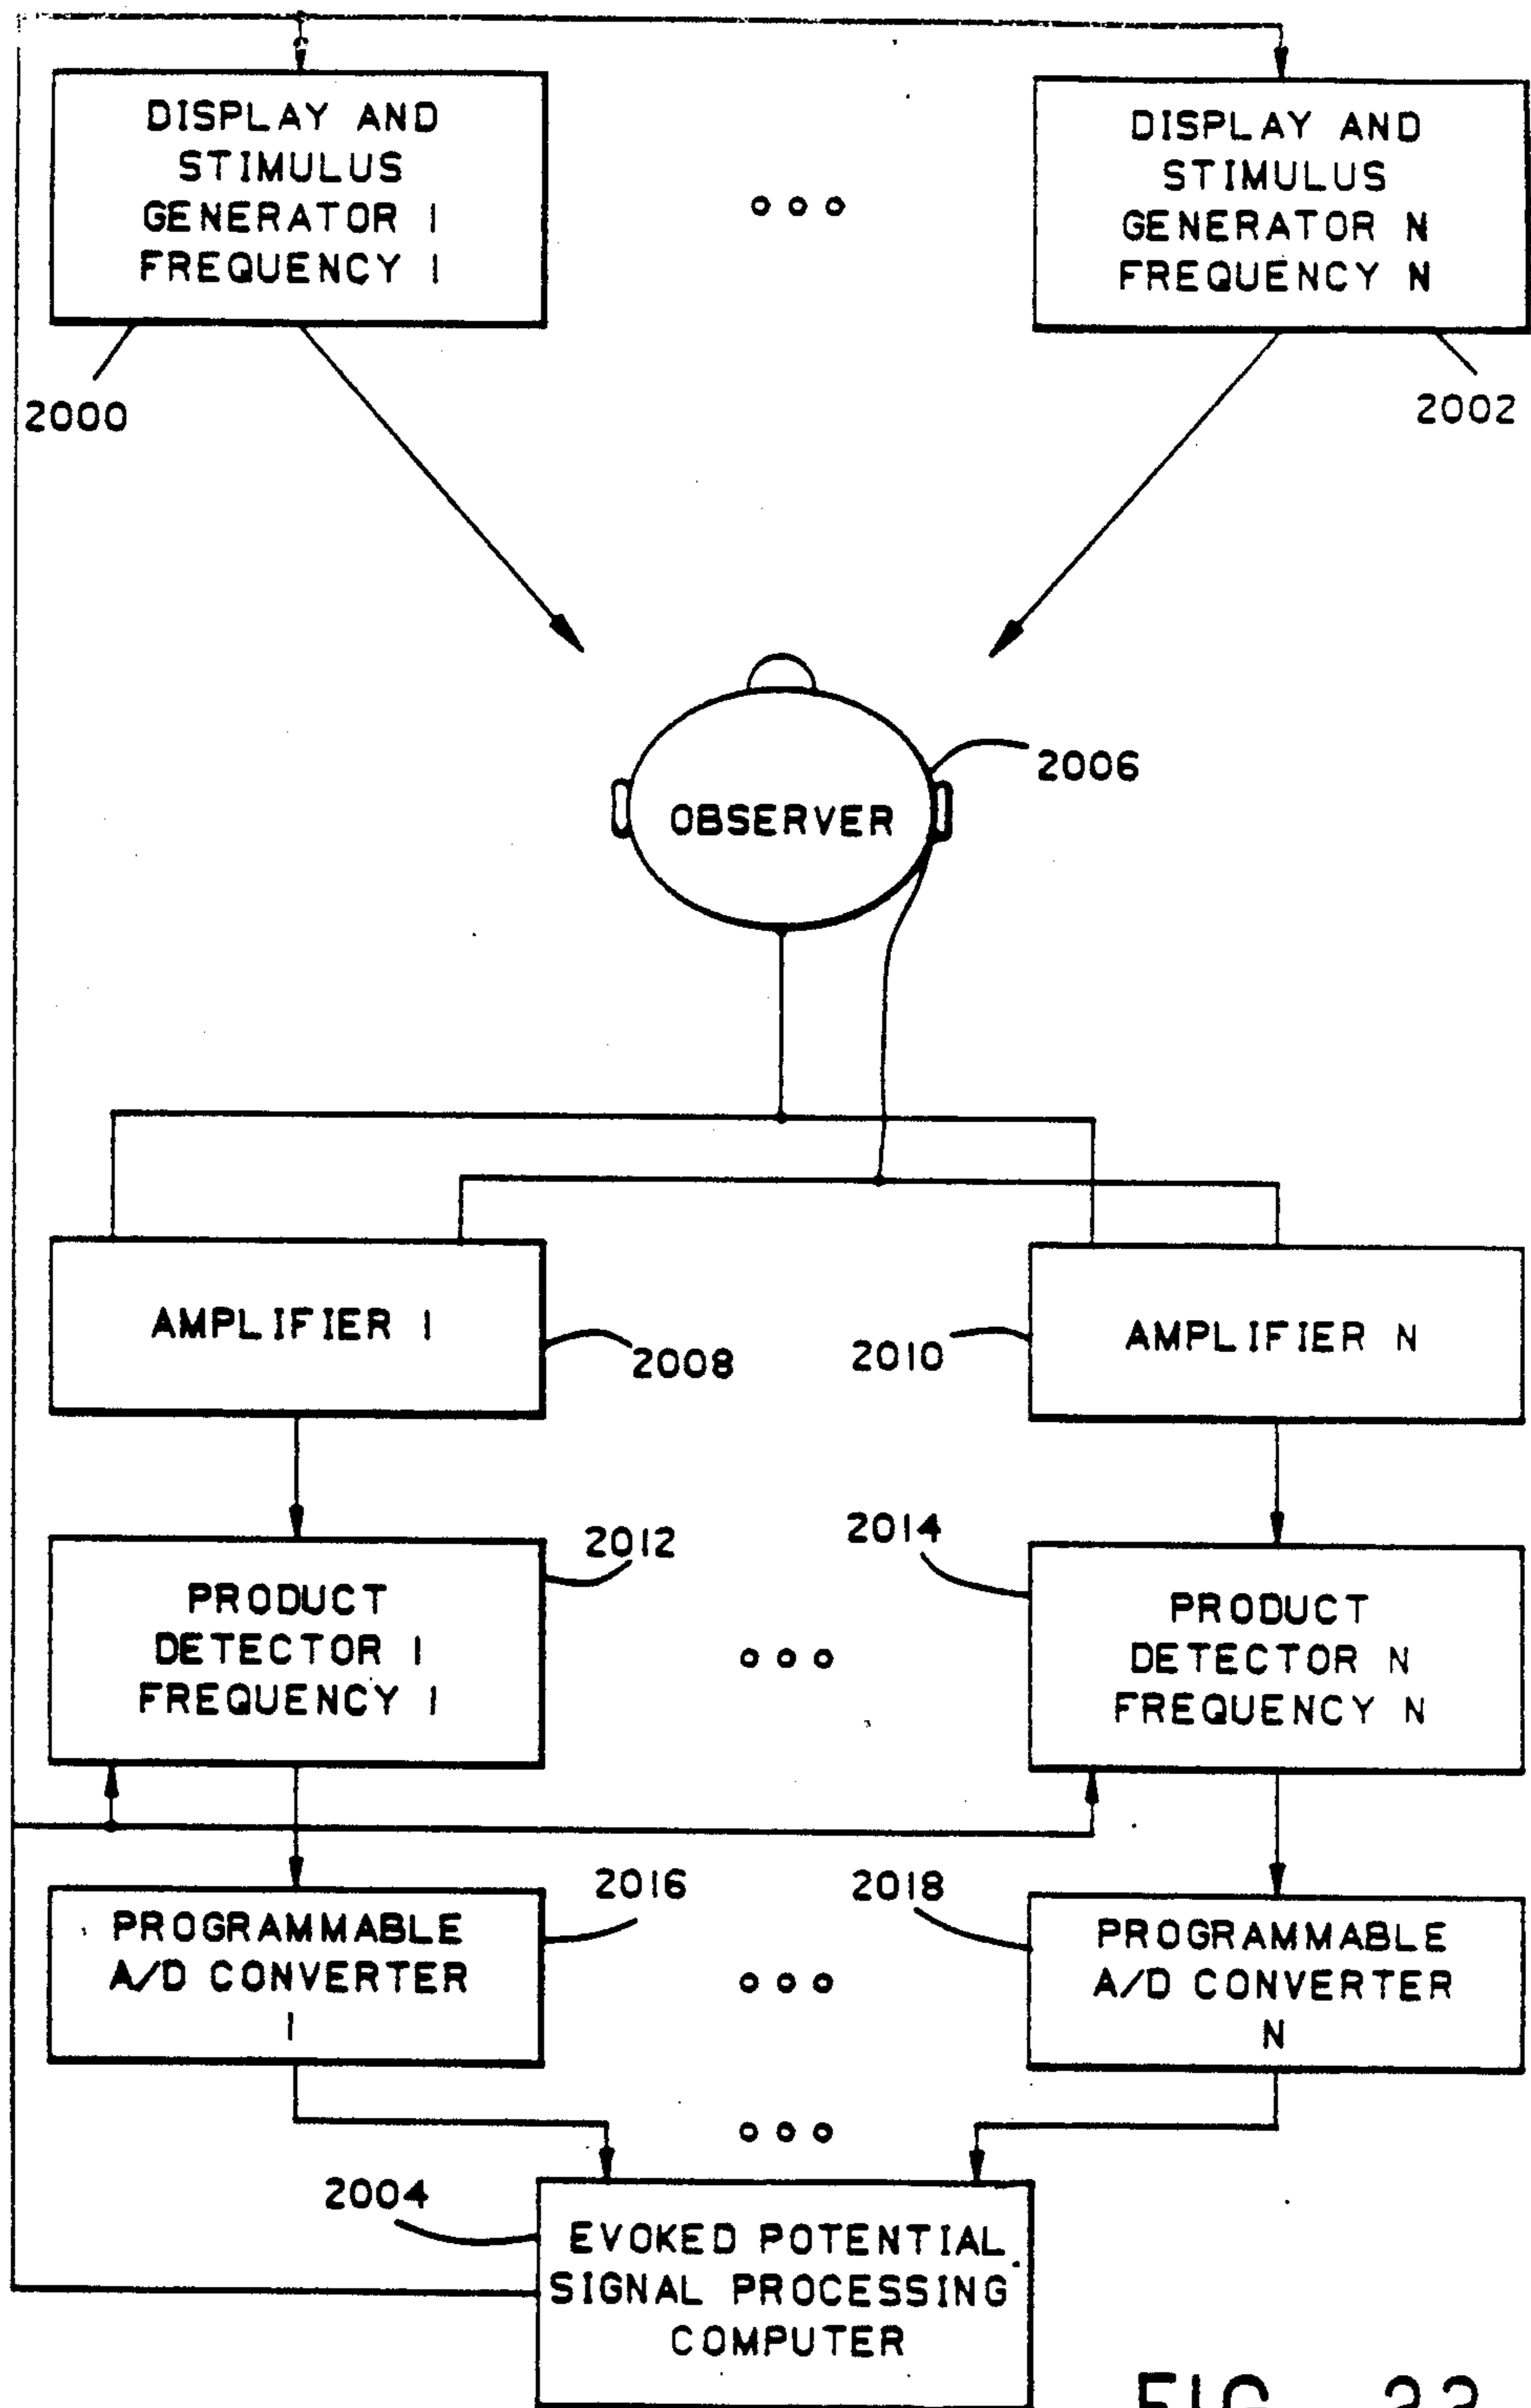 DISPLAY AND
STIMULUS
GENERATOR 1
FREQUENCY 1
DISPLAY AND
STIMULUS
GENERATOR N
FREQUENCY N
2000
2002
2006
OBSERVER
AMPLIFIER 1
2008
2010
AMPLIFIER N
2012
2014
PRODUCT
DETECTOR 1
FREQUENCY 1
PRODUCT
DETECTOR N
FREQUENCY N
2016
2018
PROGRAMMABLE
A/D CONVERTER
1
PROGRAMMABLE
A/D CONVERTER
N
2004
EVOKED POTENTIAL
SIGNAL PROCESSING
COMPUTER
FIG.